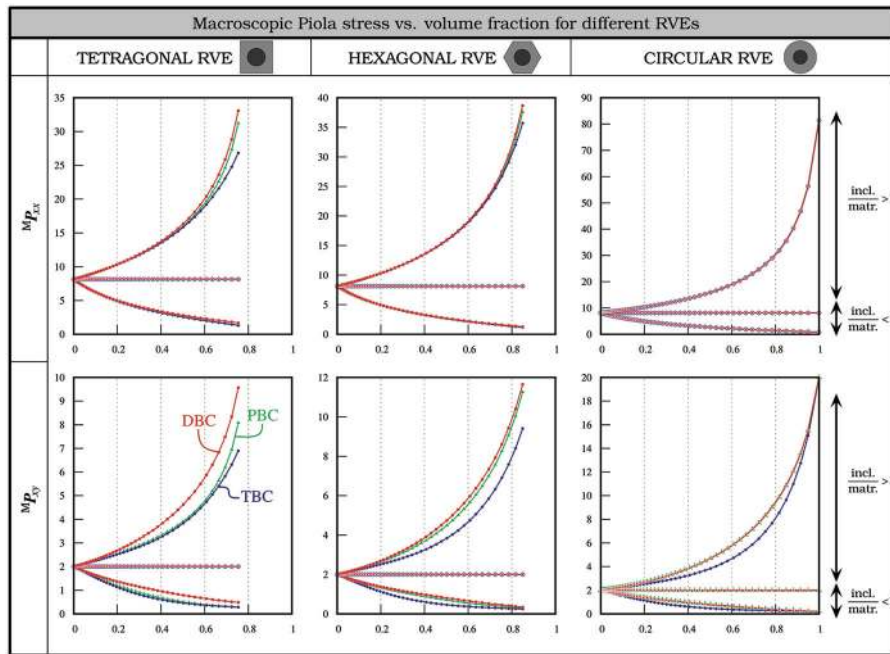 Macroscopic Piola stress vs. volume fraction for different RVEs
TETRAGONAL RVE
HEXAGONAL RVE
CIRCULAR RVE
MPxx
35
30
25
20
15
10
5
0
0 0.2 0.4 0.6 0.8 1
40
35
30
25
20
15
10
5
0
0 0.2 0.4 0.6 0.8 1
90
80
70
60
50
40
30
20
10
0
0 0.2 0.4 0.6 0.8 1
incl.
matr. >
incl.
matr. <
MPxy
10
9
8
7
6
5
4
3
2
1
0
DBC
PBC
TBC
0 0.2 0.4 0.6 0.8 1
12
10
8
6
4
2
0
0 0.2 0.4 0.6 0.8 1
20
18
16
14
12
10
8
6
4
2
0
0 0.2 0.4 0.6 0.8 1
incl.
matr. >
incl.
matr. <